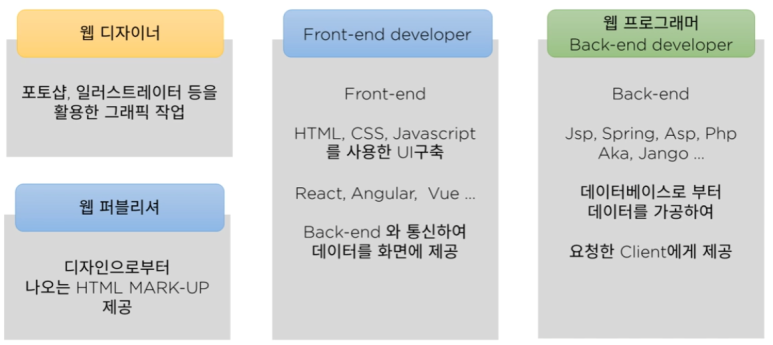 웹 디자이너
포토샵, 일러스트레이터 등을
활용한 그래픽 작업
웹 퍼블리셔
디자인으로부터
나오는 HTML MARK-UP
제공
Front-end developer
Front-end
HTML, CSS, Javascript
를 사용한 UI구축
React, Angular, Vue ...
Back-end 와 통신하여
데이터를 화면에 제공
웹 프로그래머
Back-end developer
Back-end
Jsp, Spring, Asp, Php
Aka, Jango ...
데이터베이스로 부터
데이터를 가공하여
요청한 Client에게 제공